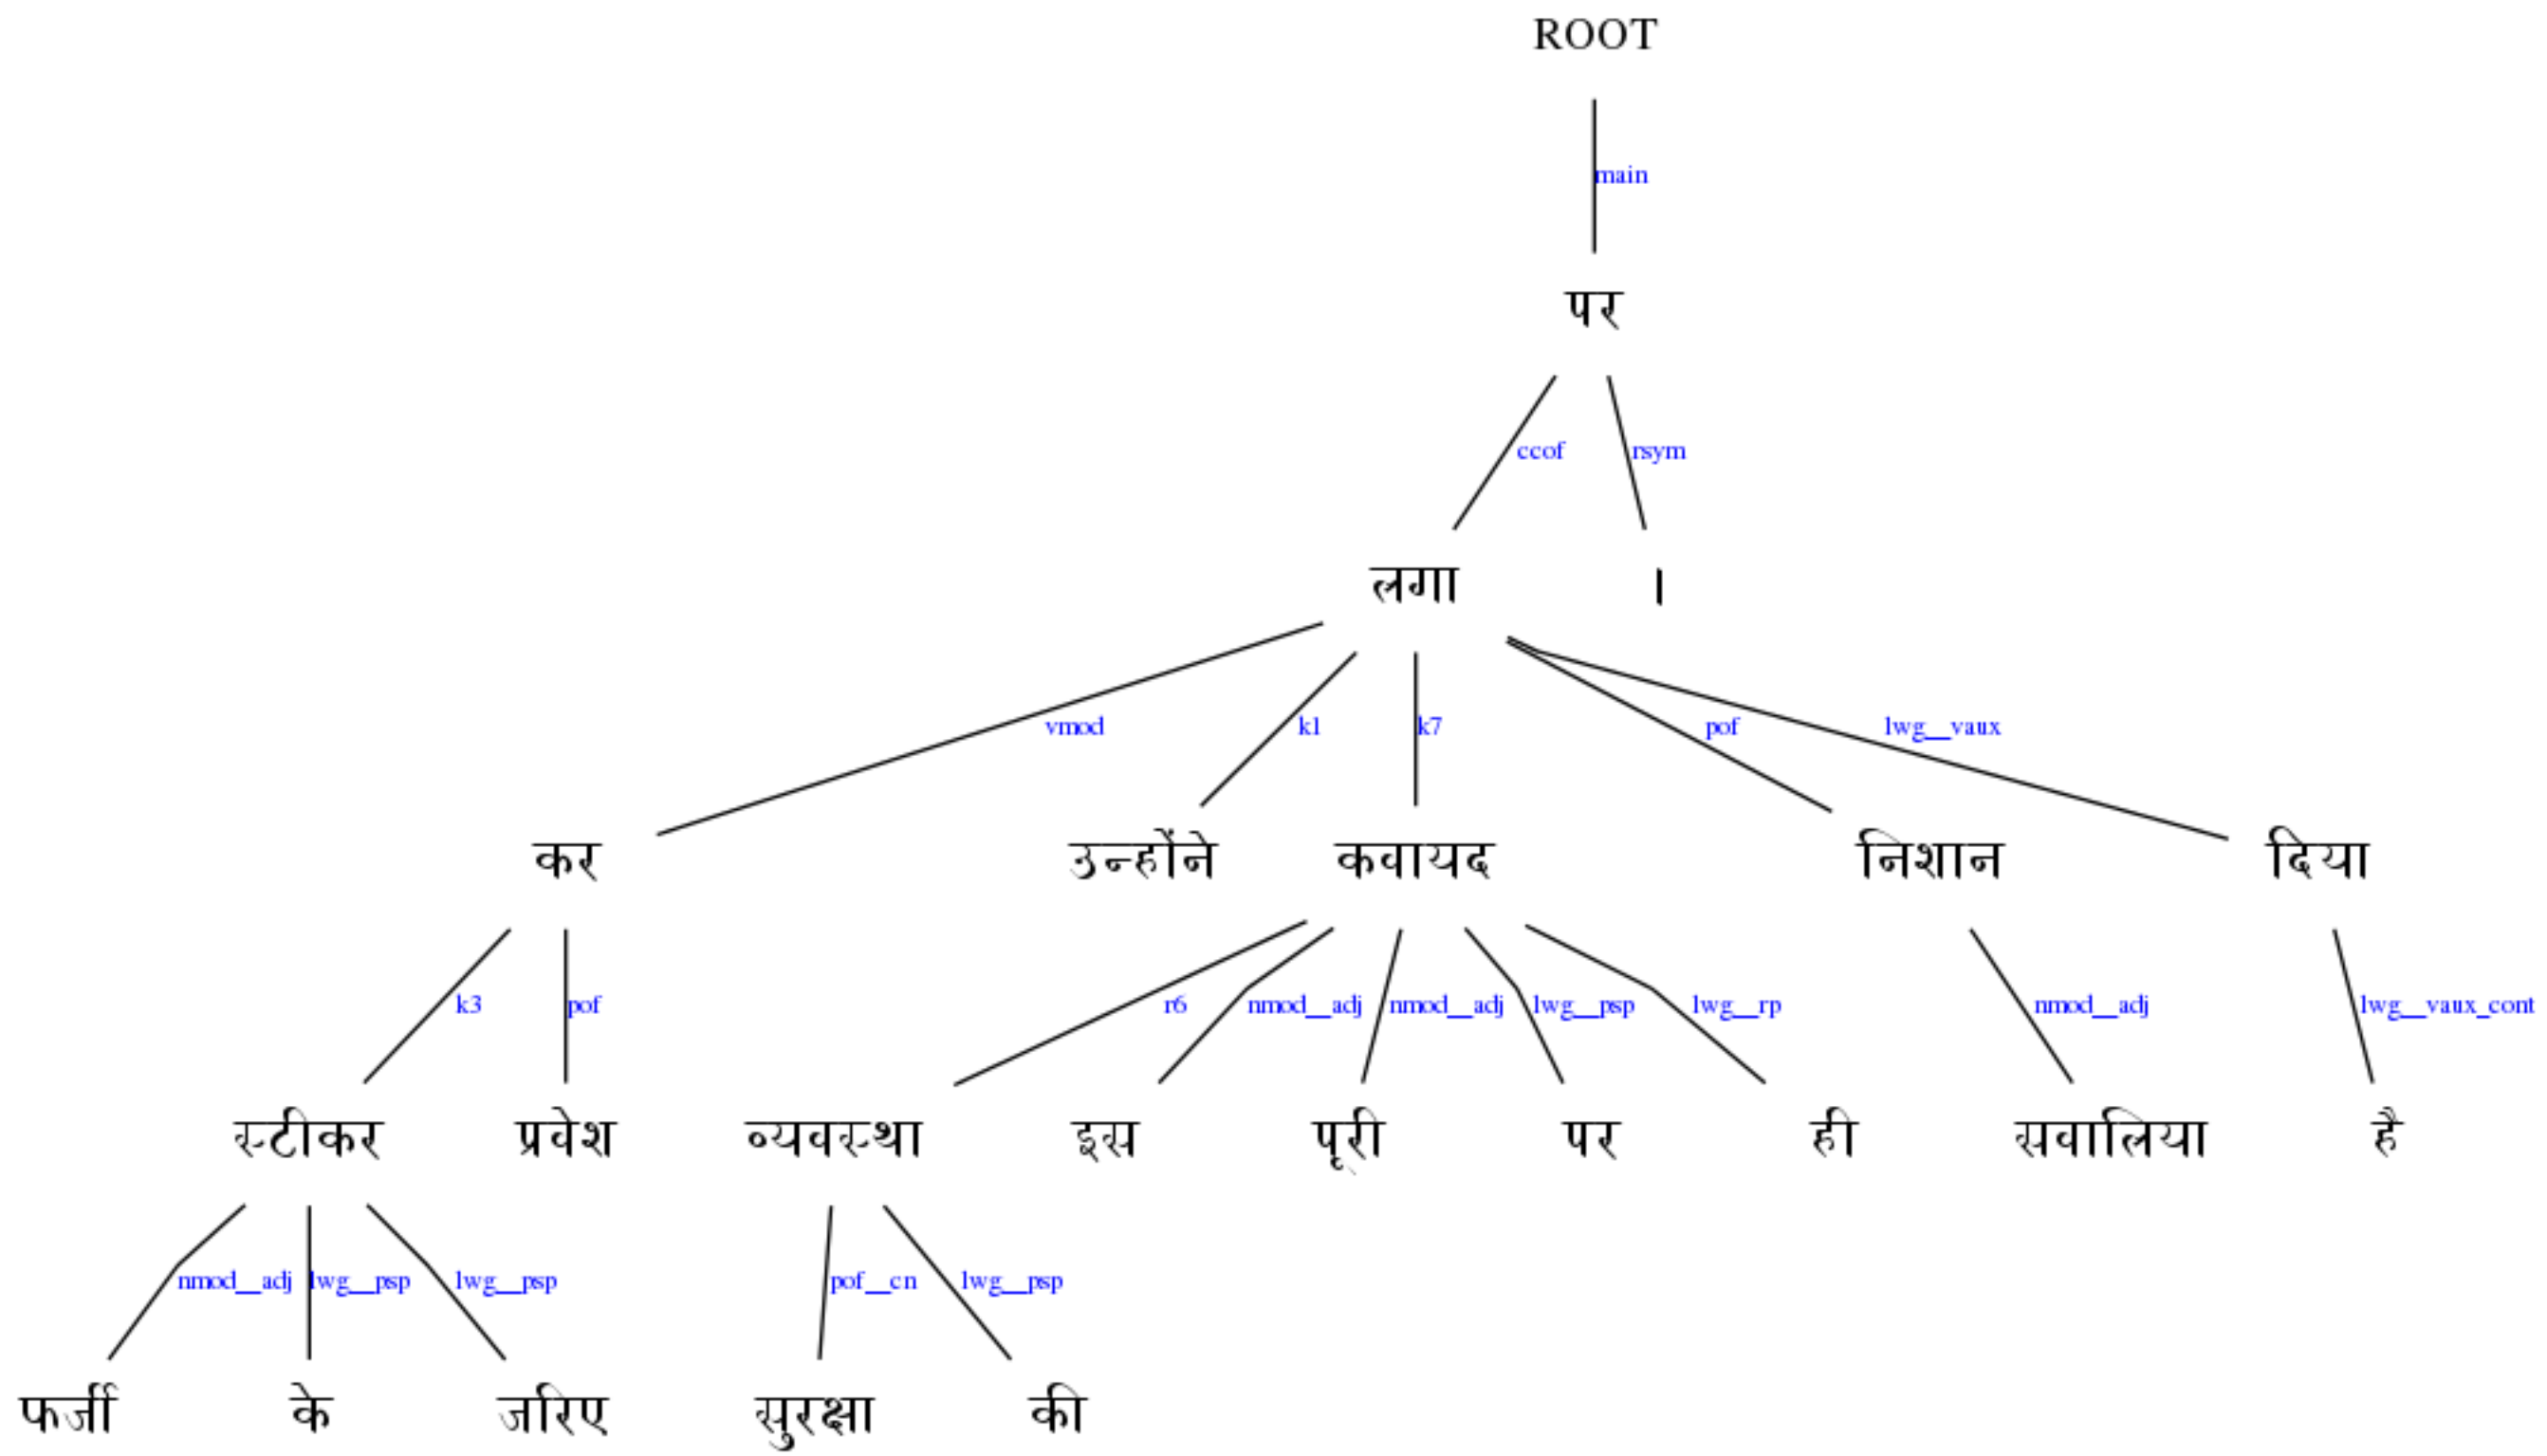 ROOT
main
पर
ccof rsym
लगा ।
vmod k1 k7 pof lwg__vaux
कर उन्होंने कवायद निशान दिया
k3 pof r6 nmod__adj nmod__adj lwg__psp lwg__rp nmod__adj lwg__vaux_cont
स्टीकर प्रवेश व्यवस्था इस पूरी पर ही सवालिया है
nmod__adj lwg__psp lwg__psp pof__cn lwg__psp
फर्जी के जरिए सुरक्षा की